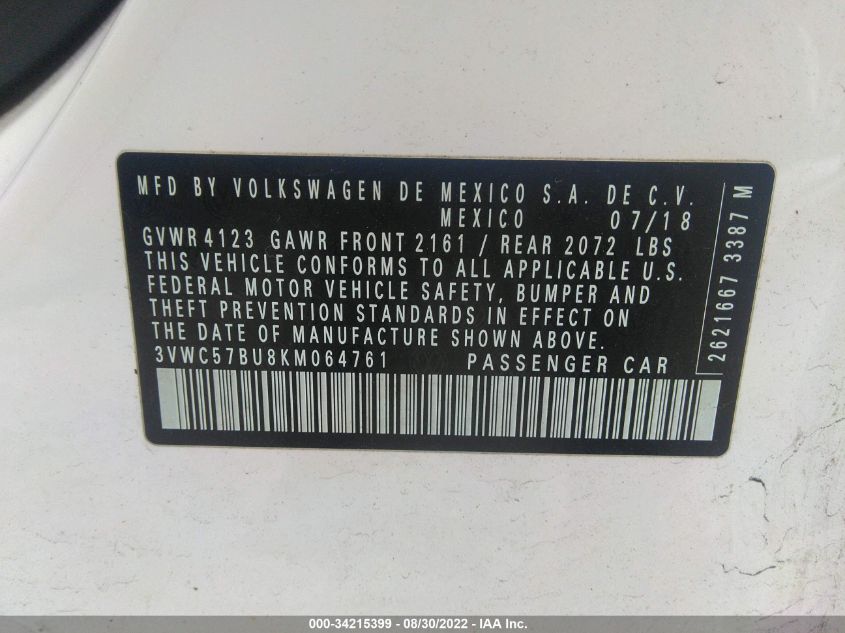 MFD BY VOLKSWAGEN DE MEXICO S.A. DE C.V.
MEXICO 07/18
GVWR 4123 GAWR FRONT 2161 / REAR 2072 LBS
THIS VEHICLE CONFORMS TO ALL APPLICABLE U.S.
FEDERAL MOTOR VEHICLE SAFETY, BUMPER AND
THEFT PREVENTION STANDARDS IN EFFECT ON
THE DATE OF MANUFACTURE SHOWN ABOVE.
3VWC57BU8KM064761 PASSENGER CAR
2621667 3387 M
000-34215399 - 08/30/2022 - IAA Inc.